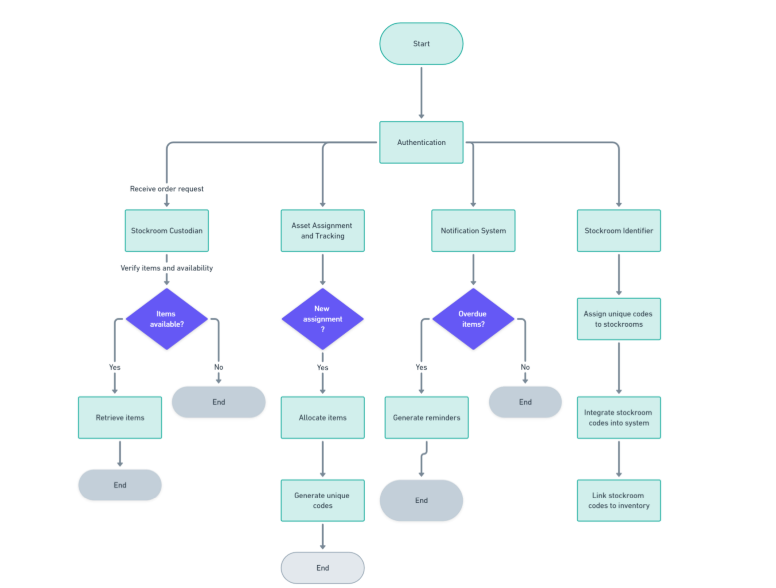 Start
Authentication
Receive order request
Stockroom Custodian
Asset Assignment
and Tracking
Notification System
Stockroom Identifier
Verify items and availability
Items
available?
New
assignment
?
Overdue
items?
Assign unique codes
to stockrooms
Yes
No
Yes
Yes
No
End
End
Retrieve items
Allocate items
Generate reminders
Integrate stockroom
codes into system
End
Generate unique
codes
End
Link stockroom
codes to inventory
End